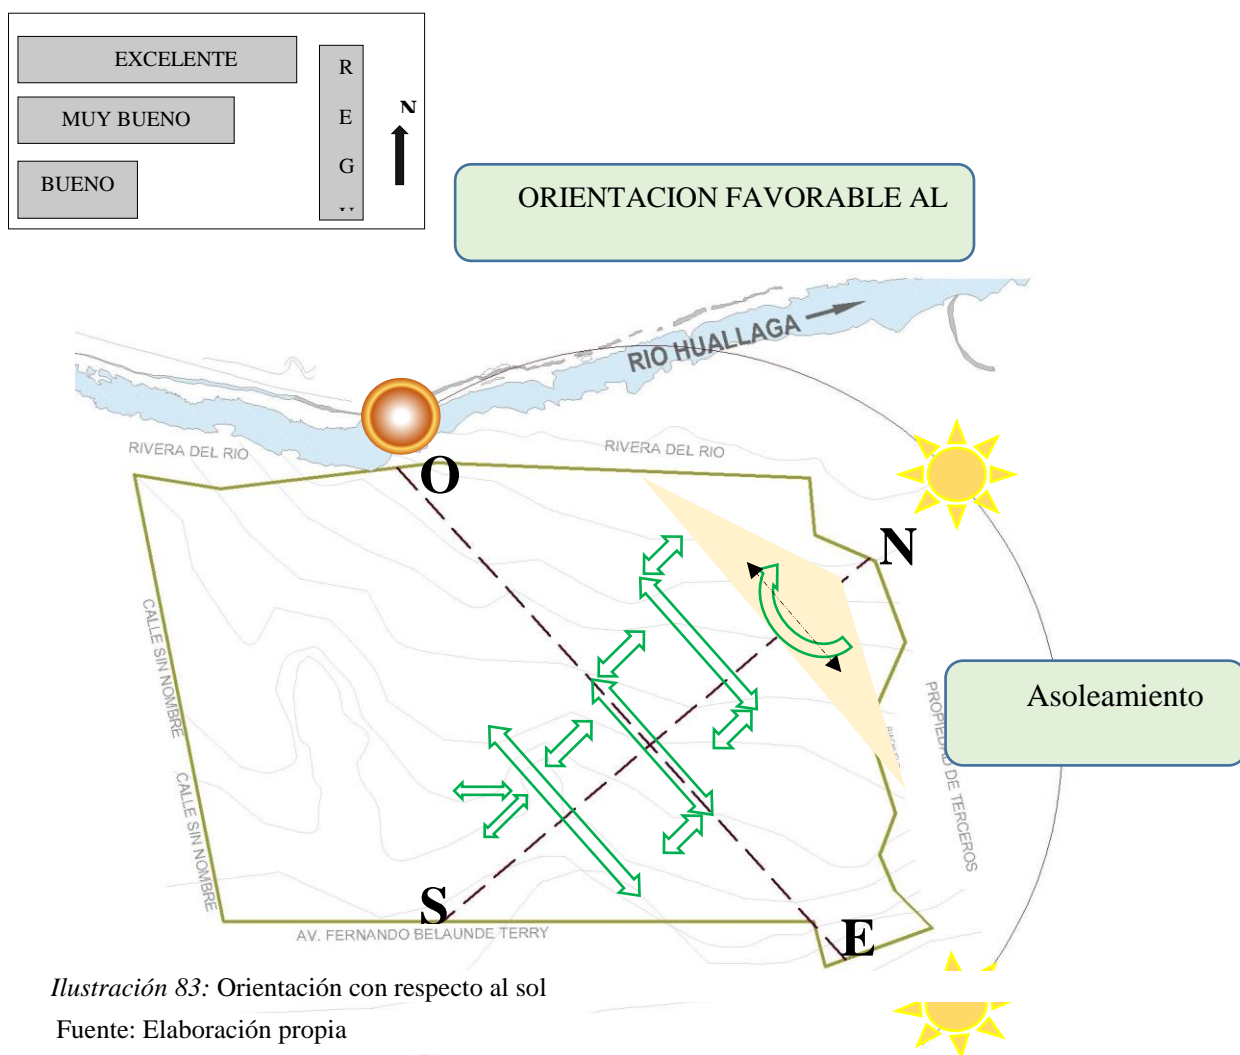 EXCELENTE
MUY BUENO
BUENO
R
E
G
N
ORIENTACION FAVORABLE AL
RIO HUALLAGA
RIVERA DEL RIO
RIVERA DEL RIO
O
N
CALLE SIN NOMBRE
CALLE SIN NOMBRE
PROPIEDAD DE TERCEROS
Asoleamiento
S
E
AV. FERNANDO BELAUNDE TERRY
Ilustración 83: Orientación con respecto al sol
Fuente: Elaboración propia